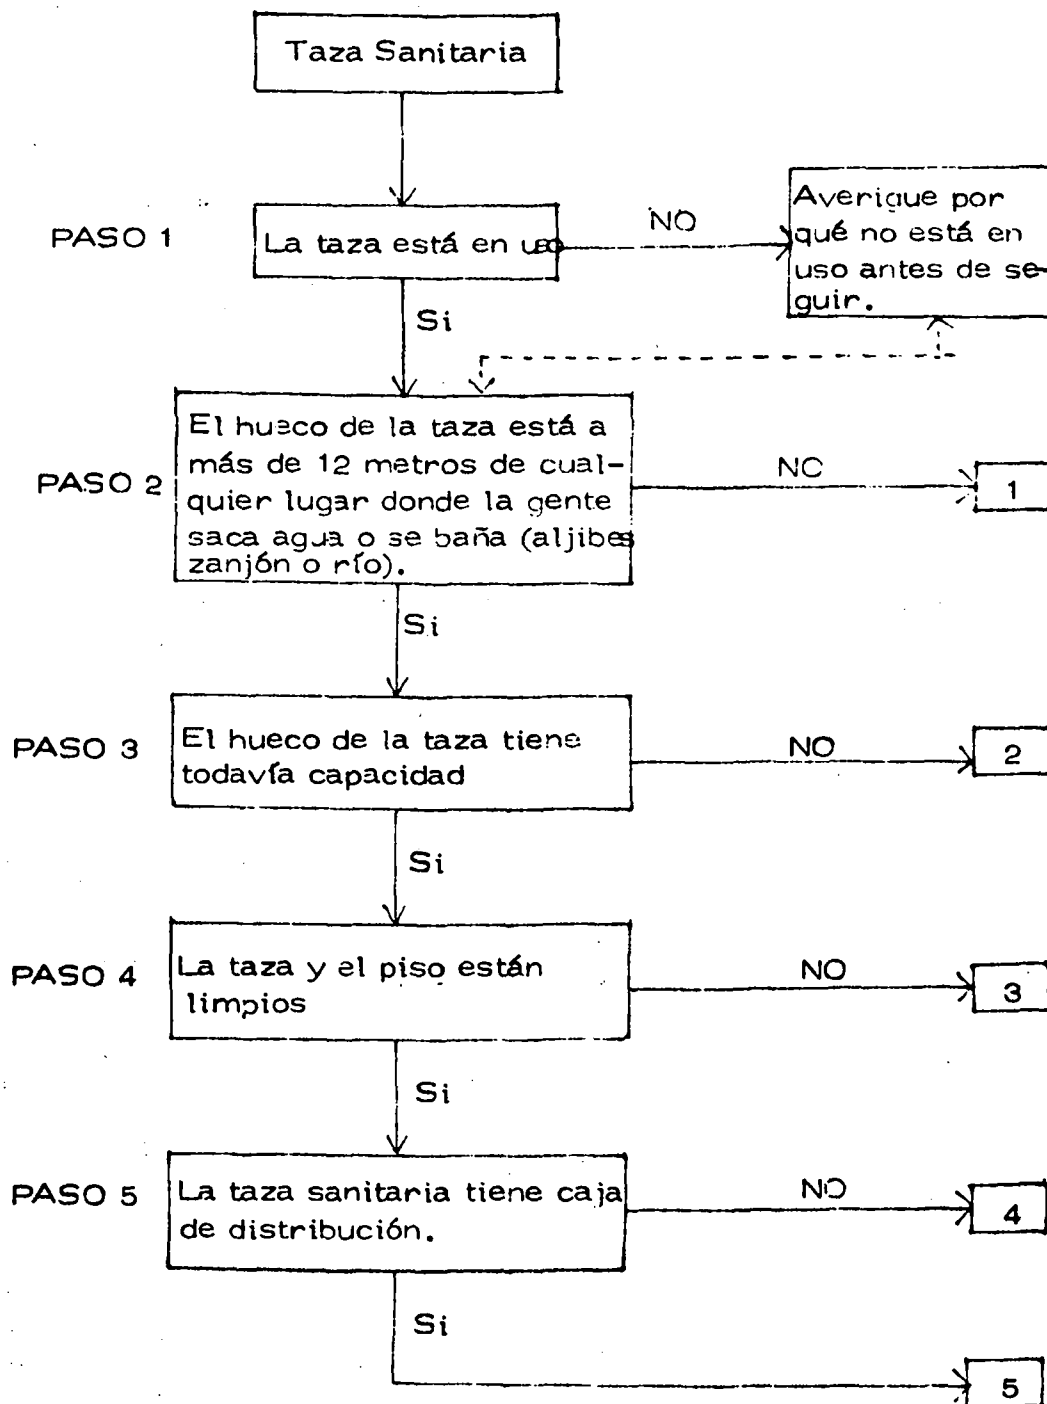 Taza Sanitaria
PASO 1
La taza está en uso
NO
Averigue por
qué no está en
uso antes de se-
guir.
Si
PASO 2
El hueco de la taza está a
más de 12 metros de cual-
quier lugar donde la gente
saca agua o se baña (aljibes
zanjón o río).
NO
1
Si
PASO 3
El hueco de la taza tiene
todavía capacidad
NO
2
Si
PASO 4
La taza y el piso están
limpios
NO
3
Si
PASO 5
La taza sanitaria tiene caja
de distribución.
NO
4
Si
5